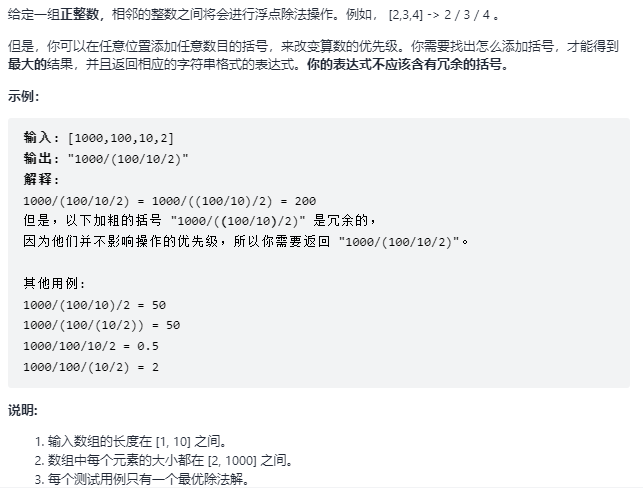 给定一组正整数，相邻的整数之间将会进行浮点除法操作。例如， [2,3,4] -> 2 / 3 / 4 。
但是，你可以在任意位置添加任意数目的括号，来改变算数的优先级。你需要找出怎么添加括号，才能得到
最大的结果，并且返回相应的字符串格式的表达式。你的表达式不应该含有冗余的括号。
示例：
输入: [1000,100,10,2]
输出: "1000/(100/10/2)"
解释:
1000/(100/10/2) = 1000/((100/10)/2) = 200
但是，以下加粗的括号 "1000/((100/10)/2)" 是冗余的，
因为他们并不影响操作的优先级，所以你需要返回 "1000/(100/10/2)"。
其他用例:
1000/(100/10)/2 = 50
1000/(100/(10/2)) = 50
1000/100/10/2 = 0.5
1000/100/(10/2) = 2
说明:
1. 输入数组的长度在 [1, 10] 之间。
2. 数组中每个元素的大小都在 [2, 1000] 之间。
3. 每个测试用例只有一个最优除法解。